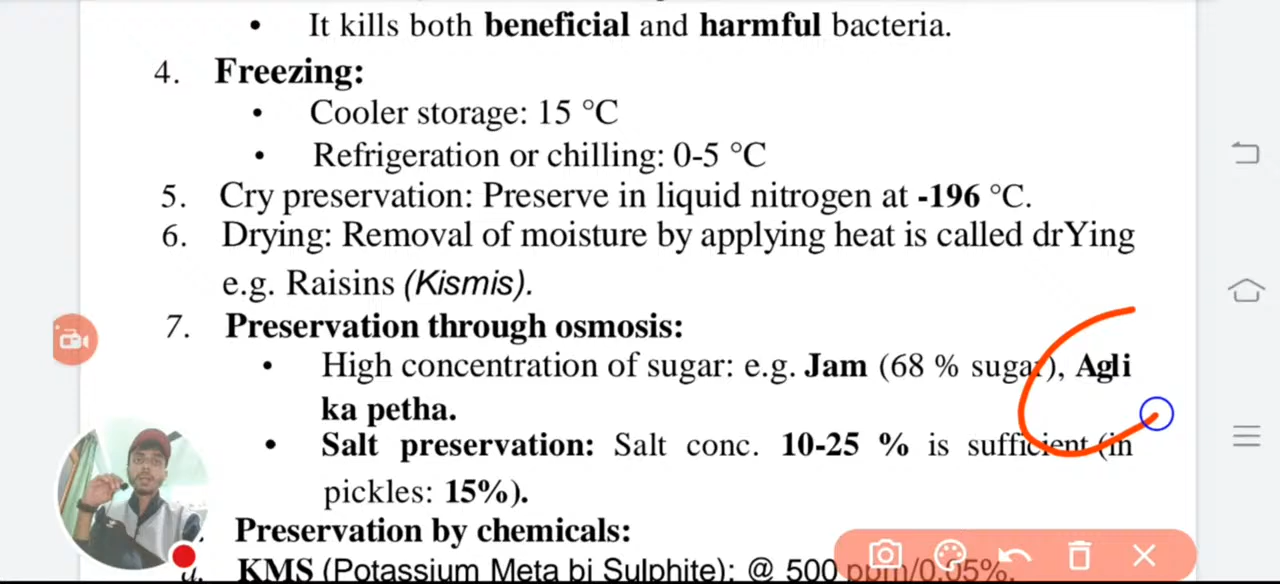 • It kills both beneficial and harmful bacteria.
4. Freezing:
• Cooler storage: 15 °C
• Refrigeration or chilling: 0-5 °C
5. Cry preservation: Preserve in liquid nitrogen at -196 °C.
6. Drying: Removal of moisture by applying heat is called drYing
e.g. Raisins (Kismis).
7. Preservation through osmosis:
• High concentration of sugar: e.g. Jam (68 % sugar), Agli
ka petha.
• Salt preservation: Salt conc. 10-25 % is sufficient (in
pickles: 15%).
Preservation by chemicals:
KMS (Potassium Meta bi Sulphite): @ 500 ppm/0.05%.